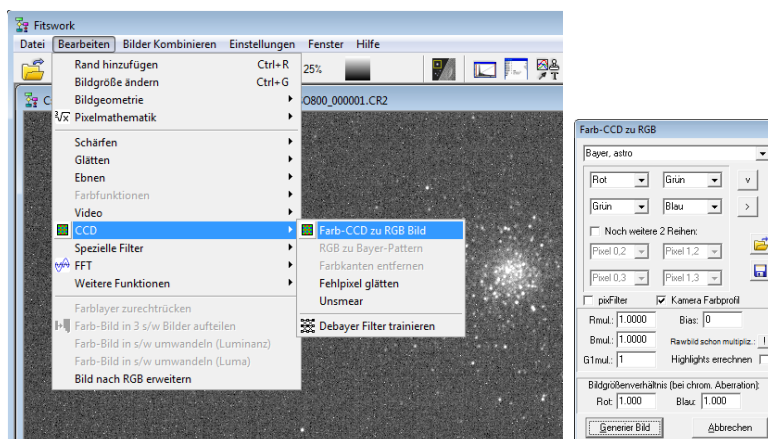 Fitswork
Datei Bearbeiten Bilder Kombinieren Einstellungen Fenster Hilfe
25%
Rand hinzufügen Ctrl+R
Bildgröße ändern Ctrl+G
Bildgeometrie
Pixelmathematik
Schärfen
Glätten
Ebnen
Farbfunktionen
Video
CCD
Spezielle Filter
FFT
Weitere Funktionen
Farblayer zurechtrücken
Farb-Bild in 3 s/w Bilder aufteilen
Farb-Bild in s/w umwandeln (Luminanz)
Farb-Bild in s/w umwandeln (Luma)
Bild nach RGB erweitern
O800_000001.CR2
Farb-CCD zu RGB Bild
RGB zu Bayer-Pattern
Farbkanten entfernen
Fehlpixel glätten
Unsmear
Debayer Filter trainieren
Farb-CCD zu RGB
Bayer, astro
Rot Grün v
Grün Blau >
Noch weitere 2 Reihen:
Pixel 0,2 Pixel 1,2
Pixel 0,3 Pixel 1,3
pixFilter Kamera Farbprofil
Rmul.: 1.0000 Bias: 0
Bmul.: 1.0000 Rawbild schon multipliz.: !
G1mul.: 1 Highlights errechnen
Bildgrößenverhältnis (bei chrom. Aberration):
Rot: 1.000 Blau: 1.000
Generier Bild Abbrechen